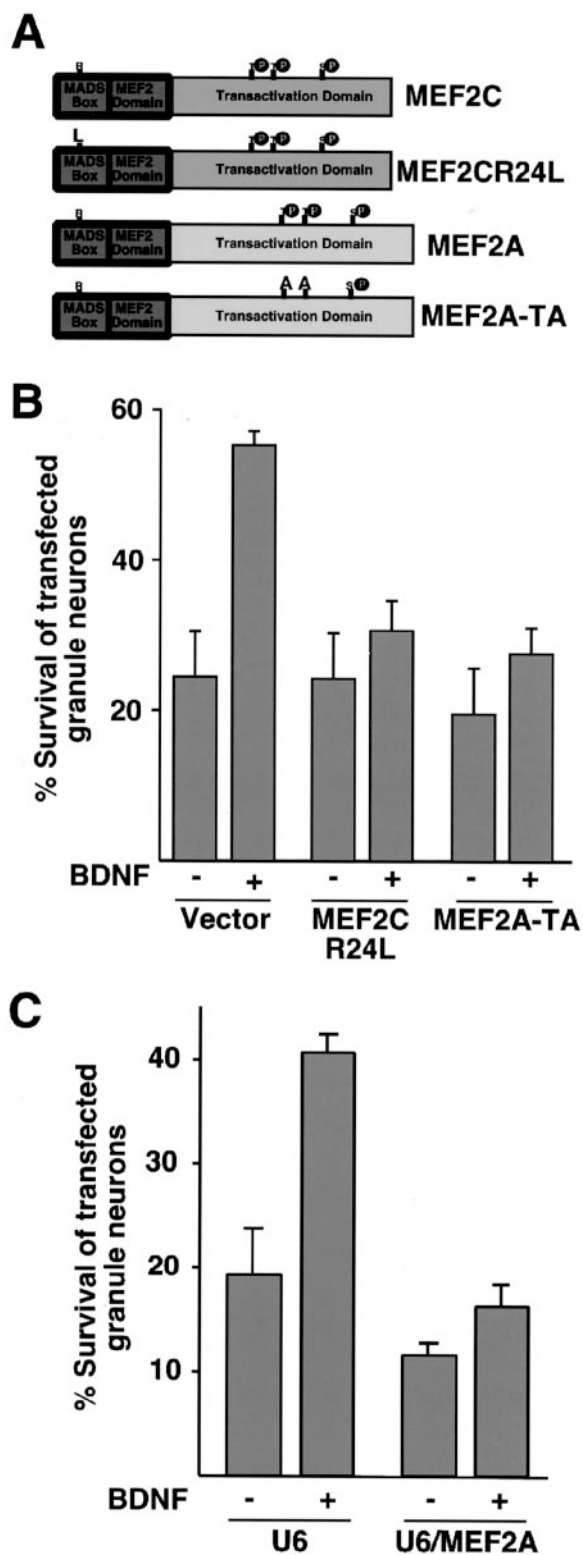 A
R
MADS MEF2
Box Domain
Transactivation Domain
T P T P S P
MEF2C
L
MADS MEF2
Box Domain
Transactivation Domain
T P T P S P
MEF2CR24L
R
MADS MEF2
Box Domain
Transactivation Domain
T P T P S P
MEF2A
R
MADS MEF2
Box Domain
Transactivation Domain
A A S P
MEF2A-TA
B
% Survival of transfected
granule neurons
60
40
20
BDNF - + - + - +
Vector MEF2C MEF2A-TA
R24L
C
% Survival of transfected
granule neurons
40
30
20
10
BDNF - + - +
U6 U6/MEF2A